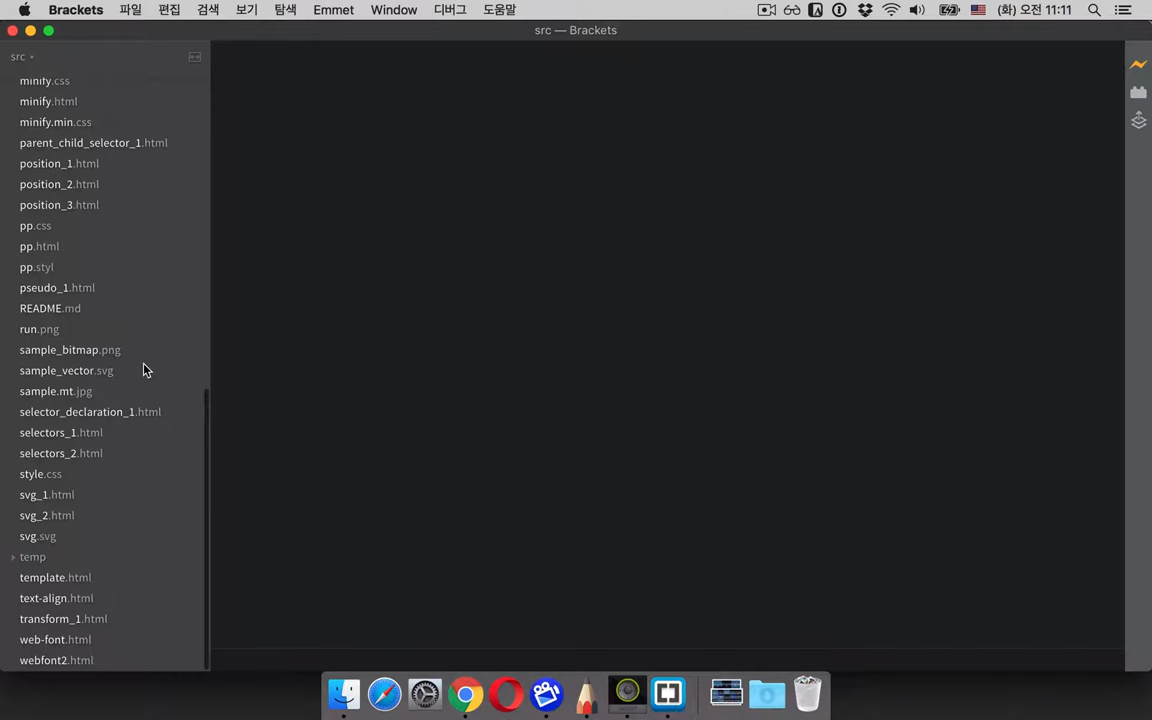 Brackets 파일 편집 검색 보기 탐색 Emmet Window 디버그 도움말 (화) 오전 11:11
src — Brackets
src
minify.css
minify.html
minify.min.css
parent_child_selector_1.html
position_1.html
position_2.html
position_3.html
pp.css
pp.html
pp.styl
pseudo_1.html
README.md
run.png
sample_bitmap.png
sample_vector.svg
sample.mt.jpg
selector_declaration_1.html
selectors_1.html
selectors_2.html
style.css
svg_1.html
svg_2.html
svg.svg
temp
template.html
text-align.html
transform_1.html
web-font.html
webfont2.html